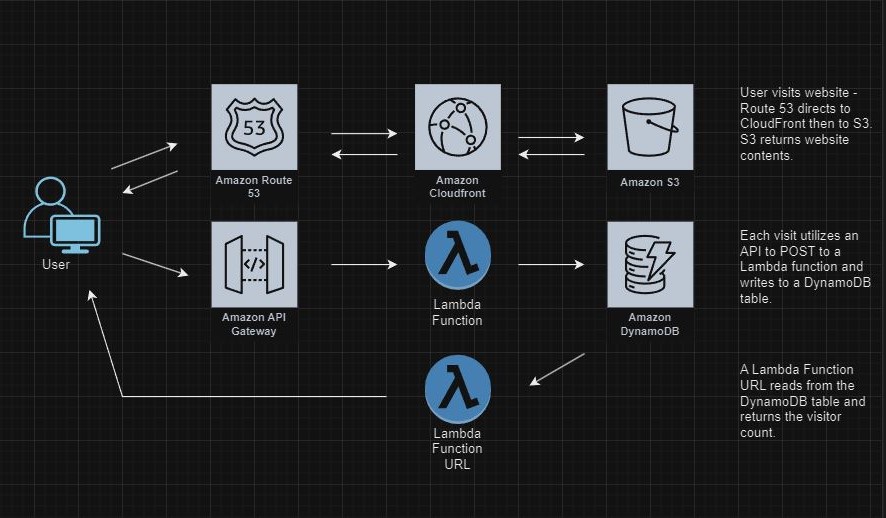 53
Amazon Route
53
Amazon
Cloudfront
Amazon S3
User visits website -
Route 53 directs to
CloudFront then to S3.
S3 returns website
contents.
User
</>
Amazon API
Gateway
λ
Lambda
Function
Amazon
DynamoDB
Each visit utilizes an
API to POST to a
Lambda function and
writes to a DynamoDB
table.
λ
Lambda
Function
URL
A Lambda Function
URL reads from the
DynamoDB table and
returns the visitor
count.